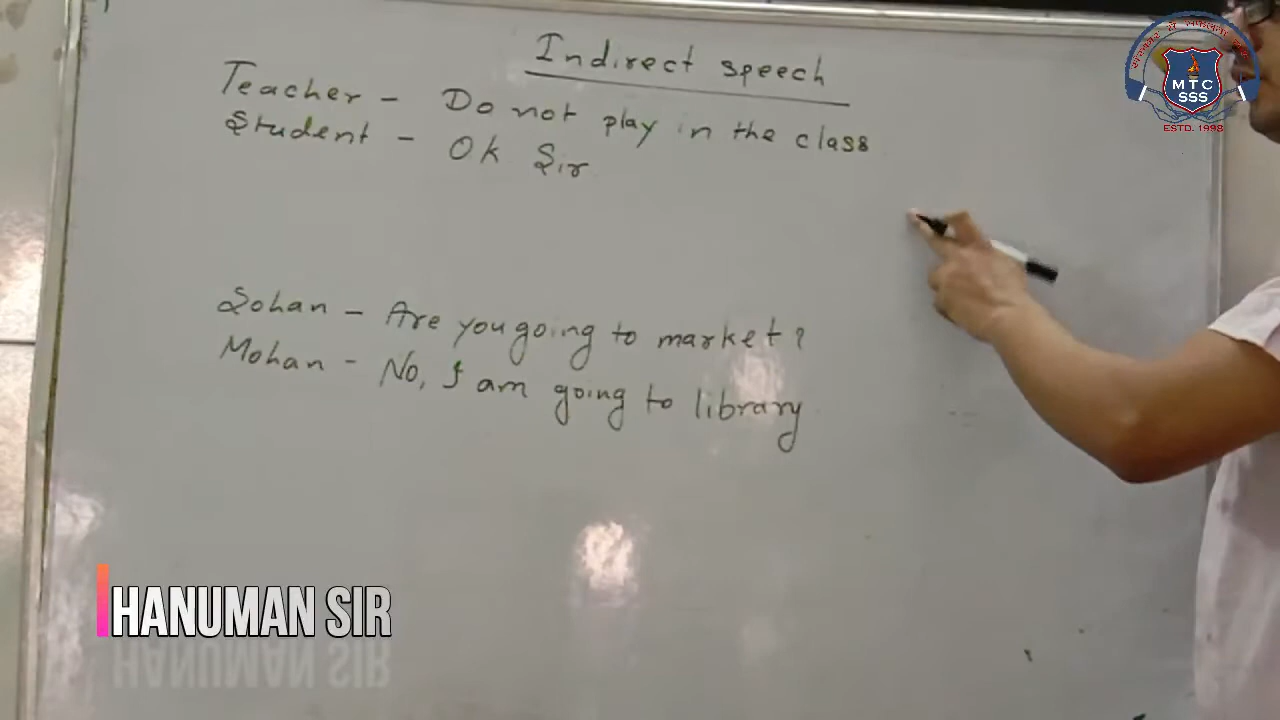 Indirect speech
Teacher - Do not play in the class
Student - Ok Sir
Sohan - Are you going to market?
Mohan - No, I am going to library
MTC
SSS
ESTD. 1998
HANUMAN SIR